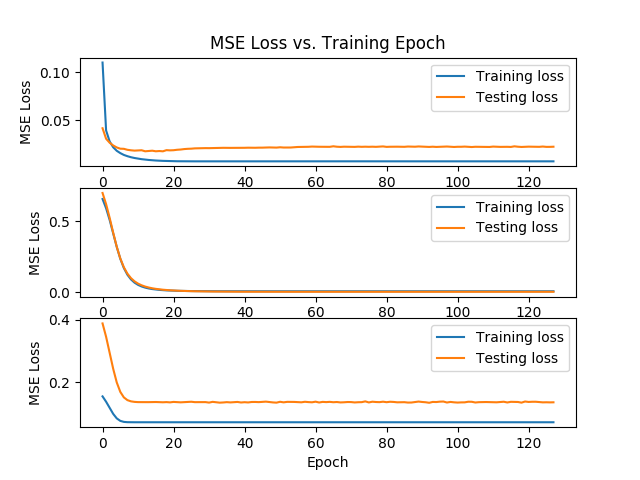 MSE Loss vs. Training Epoch
MSE Loss
0.10
0.05
Training loss
Testing loss
0 20 40 60 80 100 120
MSE Loss
0.5
0.0
Training loss
Testing loss
0 20 40 60 80 100 120
MSE Loss
0.4
0.2
Training loss
Testing loss
0 20 40 60 80 100 120
Epoch